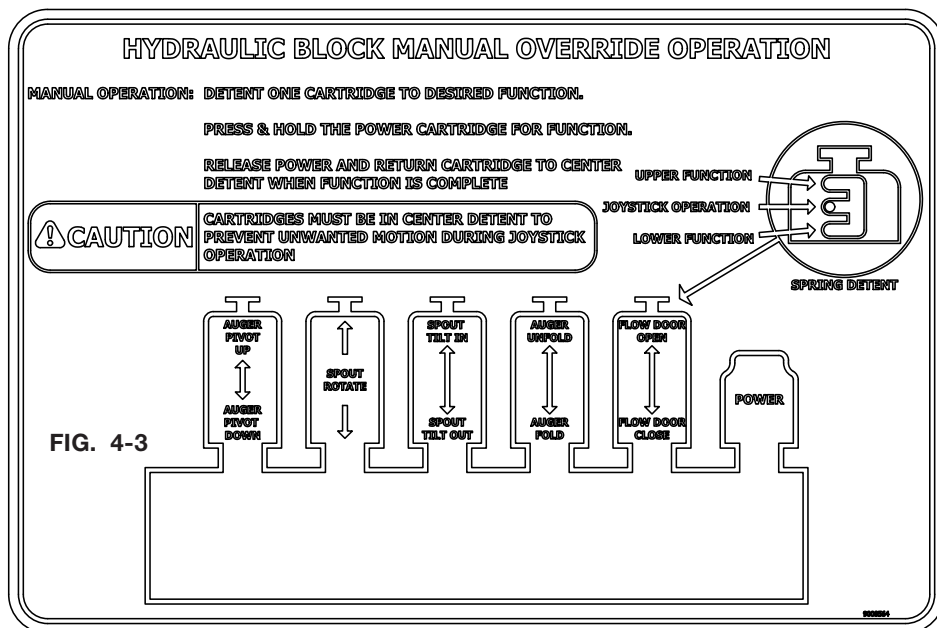 HYDRAULIC BLOCK MANUAL OVERRIDE OPERATION
MANUAL OPERATION: DETENT ONE CARTRIDGE TO DESIRED FUNCTION.
PRESS & HOLD THE POWER CARTRIDGE FOR FUNCTION.
RELEASE POWER AND RETURN CARTRIDGE TO CENTER
DETENT WHEN FUNCTION IS COMPLETE
UPPER FUNCTION
JOYSTICK OPERATION
LOWER FUNCTION
SPRING DETENT
CAUTION
CARTRIDGES MUST BE IN CENTER DETENT TO
PREVENT UNWANTED MOTION DURING JOYSTICK
OPERATION
AUGER
PIVOT
UP
AUGER
PIVOT
DOWN
SPOUT
ROTATE
SPOUT
TILT IN
SPOUT
TILT OUT
AUGER
UNFOLD
AUGER
FOLD
FLOW DOOR
OPEN
FLOW DOOR
CLOSE
POWER
FIG. 4-3